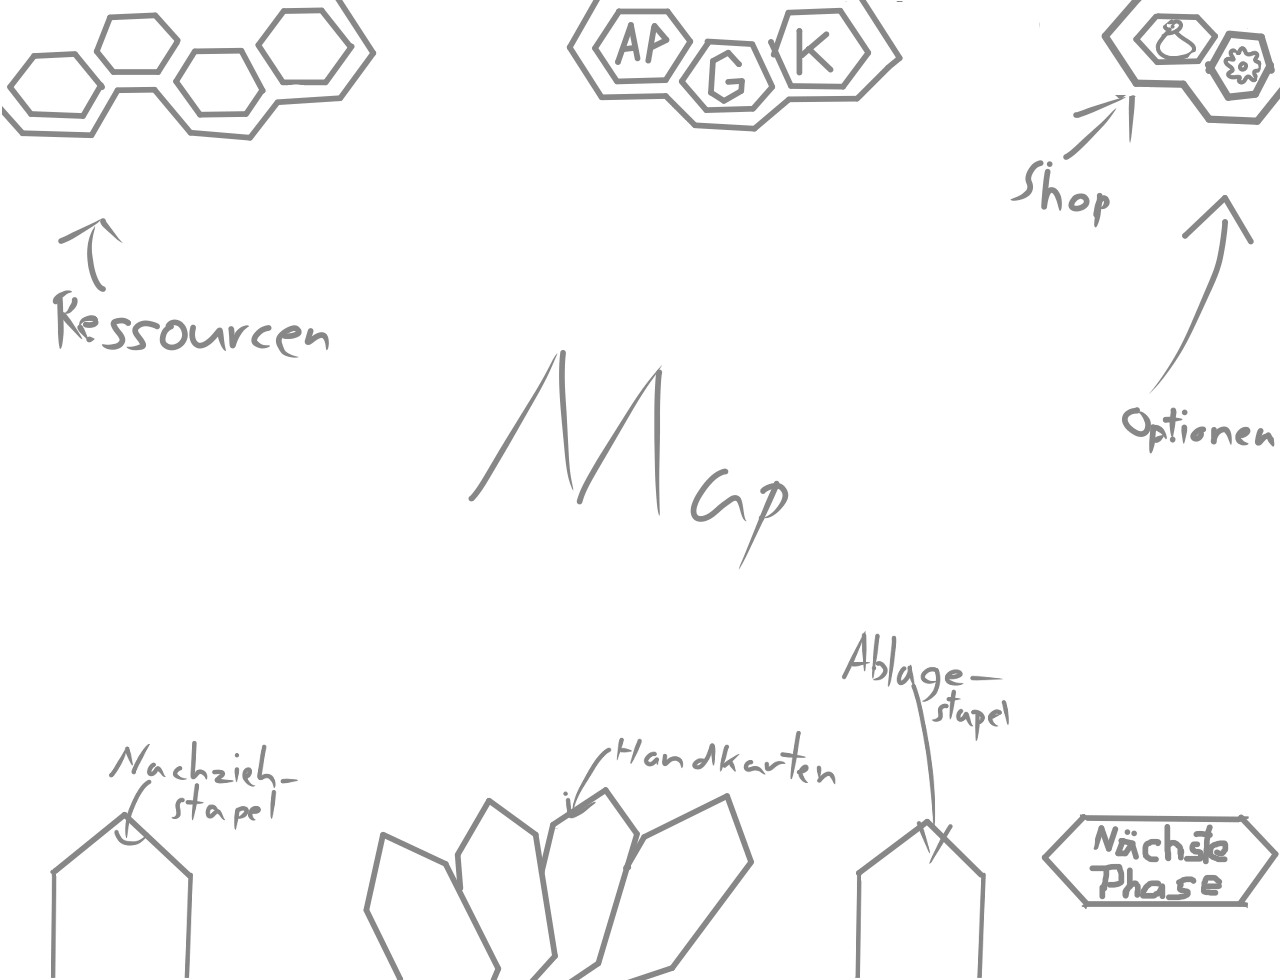 AP
G
K
Shop
Ressourcen
Optionen
Map
Ablage-
stapel
Nachzieh-
stapel
Handkarten
Nächste
Phase